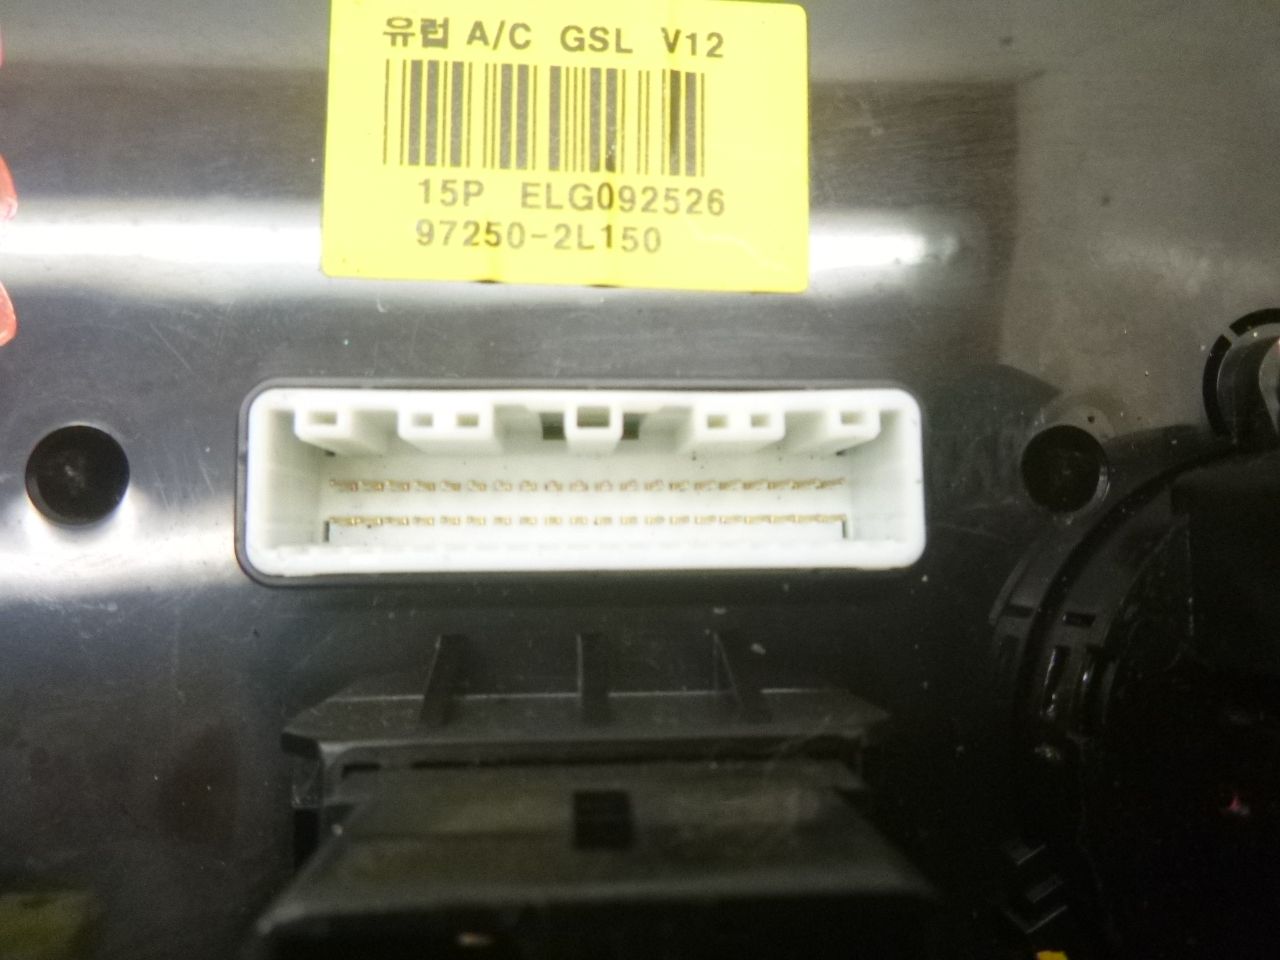 유럽 A/C GSL V12
15P ELG092526
97250-2L150